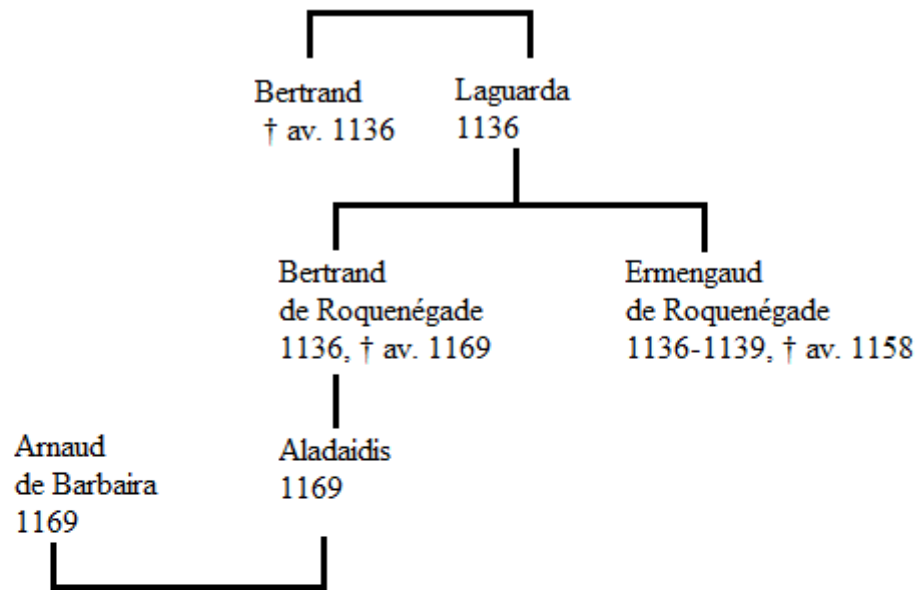 Bertrand
† av. 1136
Laguarda
1136
Bertrand
de Roquenégade
1136, † av. 1169
Ermengaud
de Roquenégade
1136-1139, † av. 1158
Arnaud
de Barbaira
1169
Aladaidis
1169